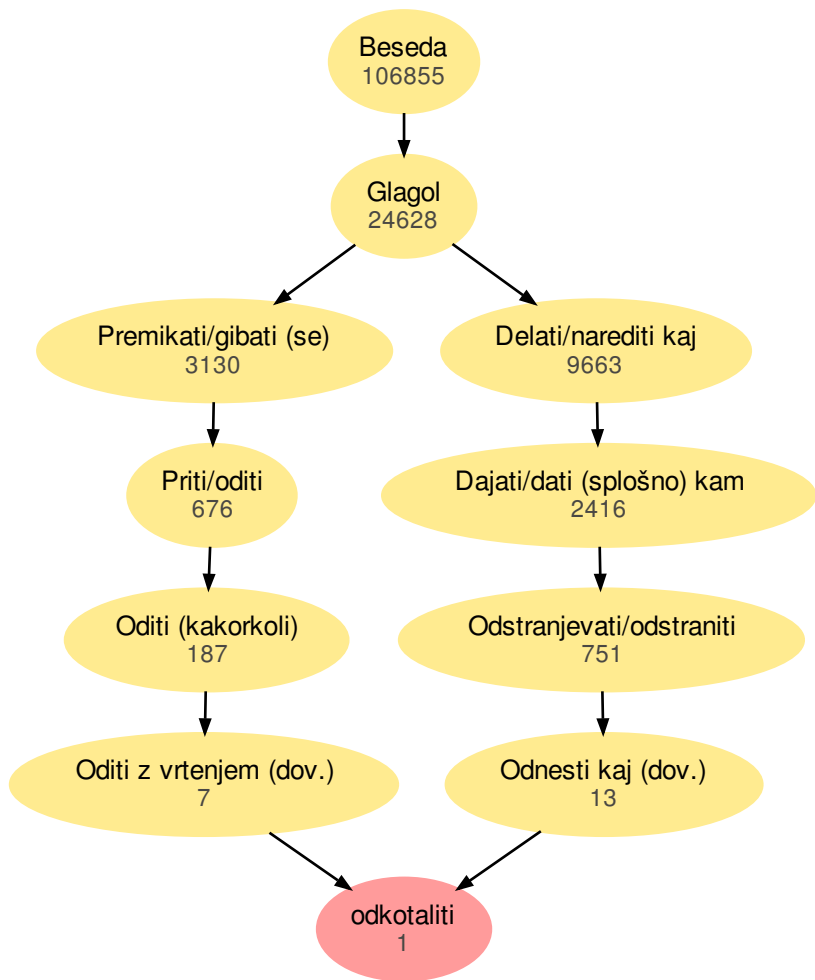 Beseda
106855
Glagol
24628
Premikati/gibati (se)
3130
Delati/narediti kaj
9663
Priti/oditi
676
Dajati/dati (splošno) kam
2416
Oditi (kakorkoli)
187
Odstranjevati/odstraniti
751
Oditi z vrtenjem (dov.)
7
Odnesti kaj (dov.)
13
odkotaliti
1